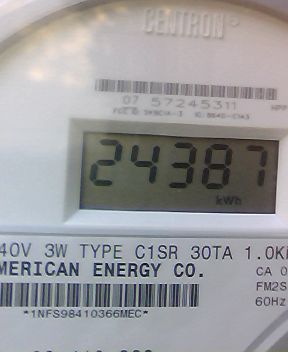 CENTRON®
07 57245311
24387
kWh
40V 3W TYPE C1SR 30TA 1.0K
MERICAN ENERGY CO.
CA 0
FM2S
60Hz
*1NFS98410366MEC*